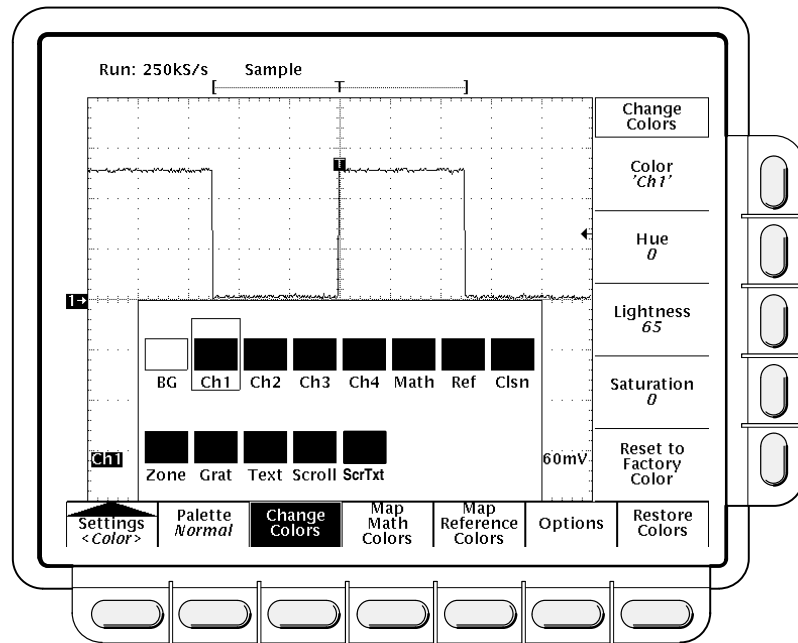 Run: 250kS/s Sample
[ T ]
T
1→
BG Ch1 Ch2 Ch3 Ch4 Math Ref Clsn
Zone Grat Text Scroll ScrTxt
Ch1 60mV
Change
Colors
Color
'Ch1'
Hue
0
Lightness
65
Saturation
0
Reset to
Factory
Color
Settings
<Color>
Palette
Normal
Change
Colors
Map
Math
Colors
Map
Reference
Colors
Options
Restore
Colors